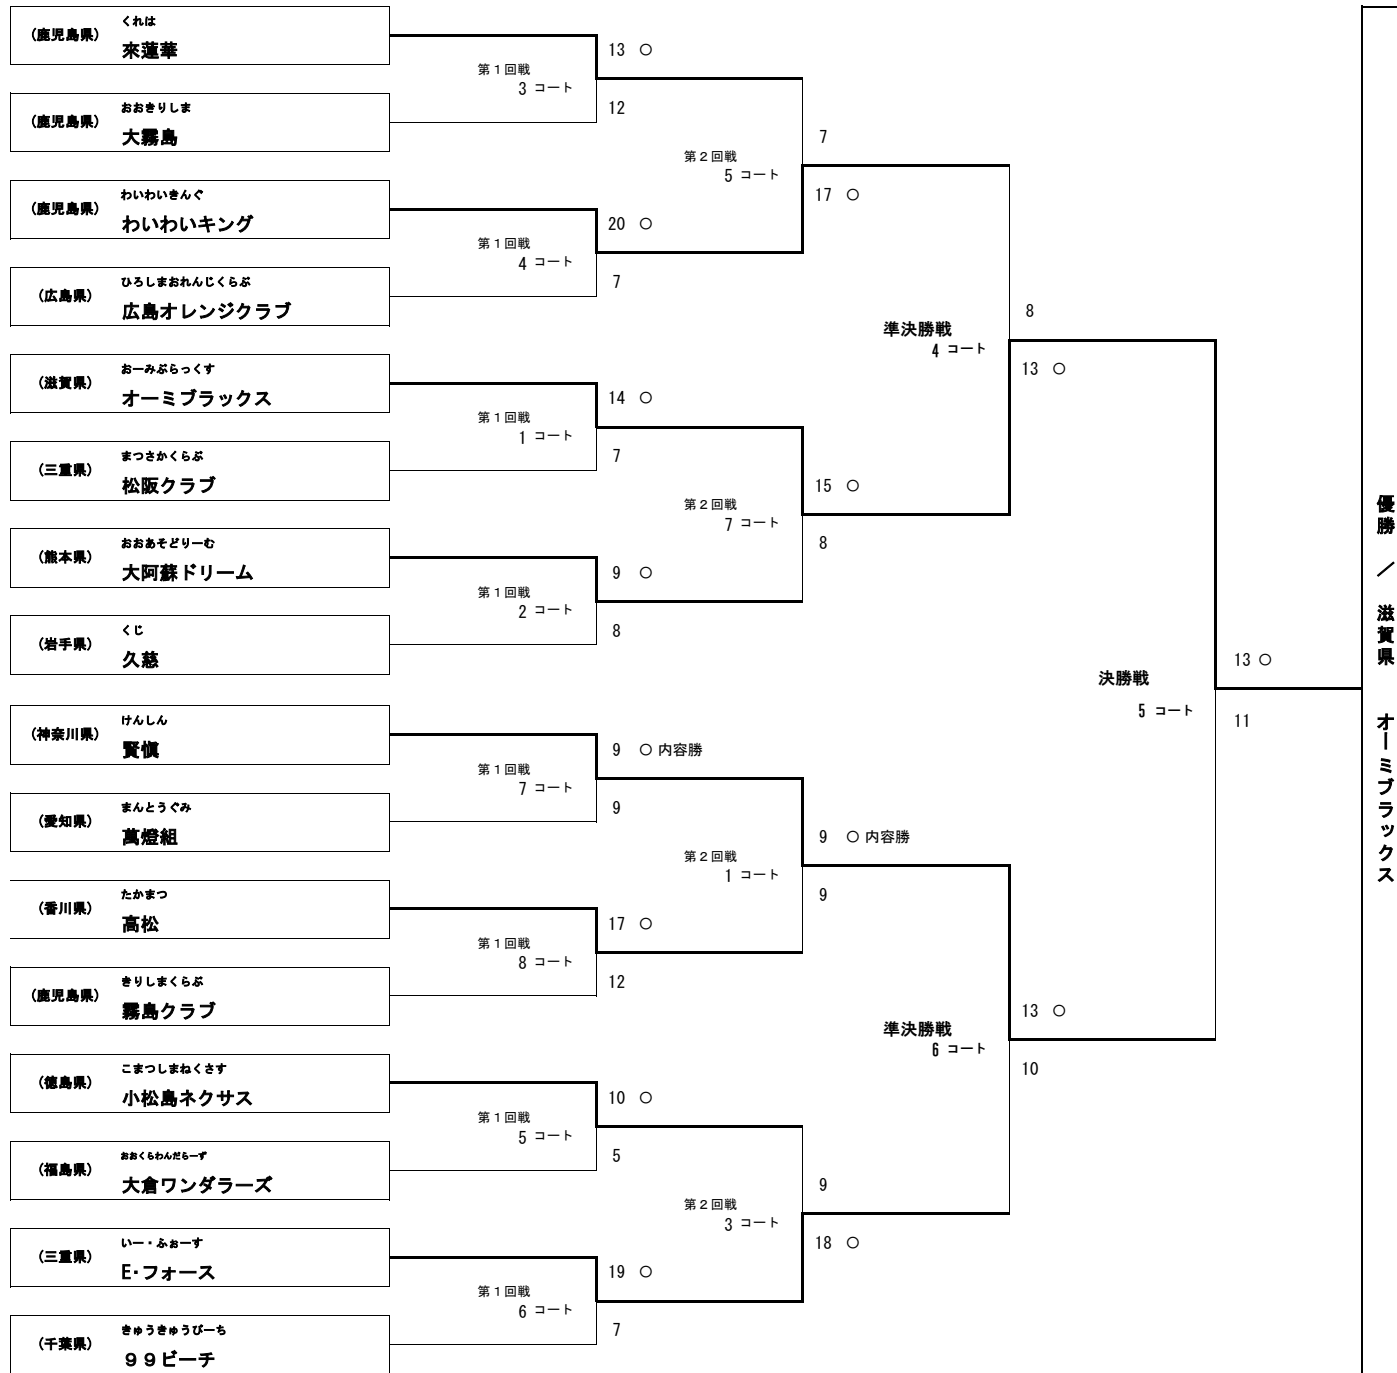 (鹿児島県)
くれは
來蓮華
(鹿児島県)
おおきりしま
大霧島
(鹿児島県)
わいわいきんぐ
わいわいキング
(広島県)
ひろしまおれんじくらぶ
広島オレンジクラブ
(滋賀県)
おーみぶらっくす
オーミブラックス
(三重県)
まつさかくらぶ
松阪クラブ
(熊本県)
おおあそどりーむ
大阿蘇ドリーム
(岩手県)
くじ
久慈
(神奈川県)
けんしん
賢愼
(愛知県)
まんとうぐみ
萬燈組
(香川県)
たかまつ
高松
(鹿児島県)
きりしまくらぶ
霧島クラブ
(徳島県)
こまつしまねくさす
小松島ネクサス
(福島県)
おおくらわんだらーず
大倉ワンダラーズ
(三重県)
いー・ふぉーす
E・フォース
(千葉県)
きゅうきゅうびーち
９９ビーチ
第１回戦
3 コート
13 ○
12
第１回戦
4 コート
20 ○
7
第１回戦
1 コート
14 ○
7
第１回戦
2 コート
9 ○
8
第１回戦
7 コート
9 ○ 内容勝
9
第１回戦
8 コート
17 ○
12
第１回戦
5 コート
10 ○
5
第１回戦
6 コート
19 ○
7
第２回戦
5 コート
7
17 ○
第２回戦
7 コート
15 ○
8
第２回戦
1 コート
9 ○ 内容勝
9
第２回戦
3 コート
9
18 ○
準決勝戦
4 コート
8
13 ○
準決勝戦
6 コート
13 ○
10
決勝戦
5 コート
13 ○
11
優勝 ／ 滋賀県 オーミブラックス